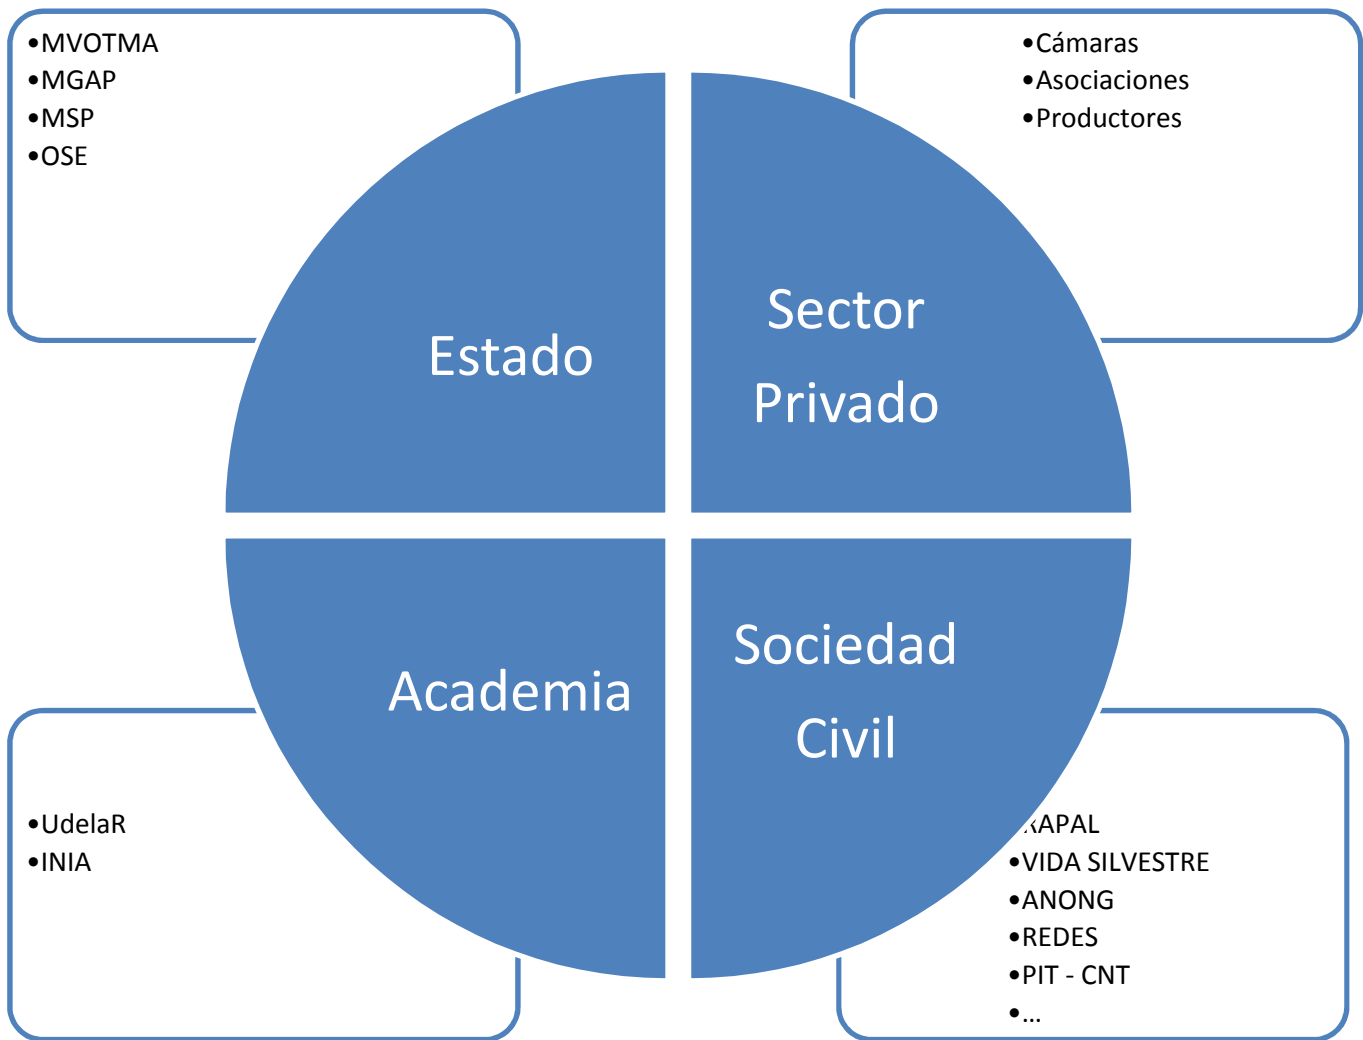 •MVOTMA
•MGAP
•MSP
•OSE
•Cámaras
•Asociaciones
•Productores
Estado
Sector
Privado
Academia
Sociedad
Civil
•UdelaR
•INIA
RAPAL
•VIDA SILVESTRE
•ANONG
•REDES
•PIT - CNT
•...